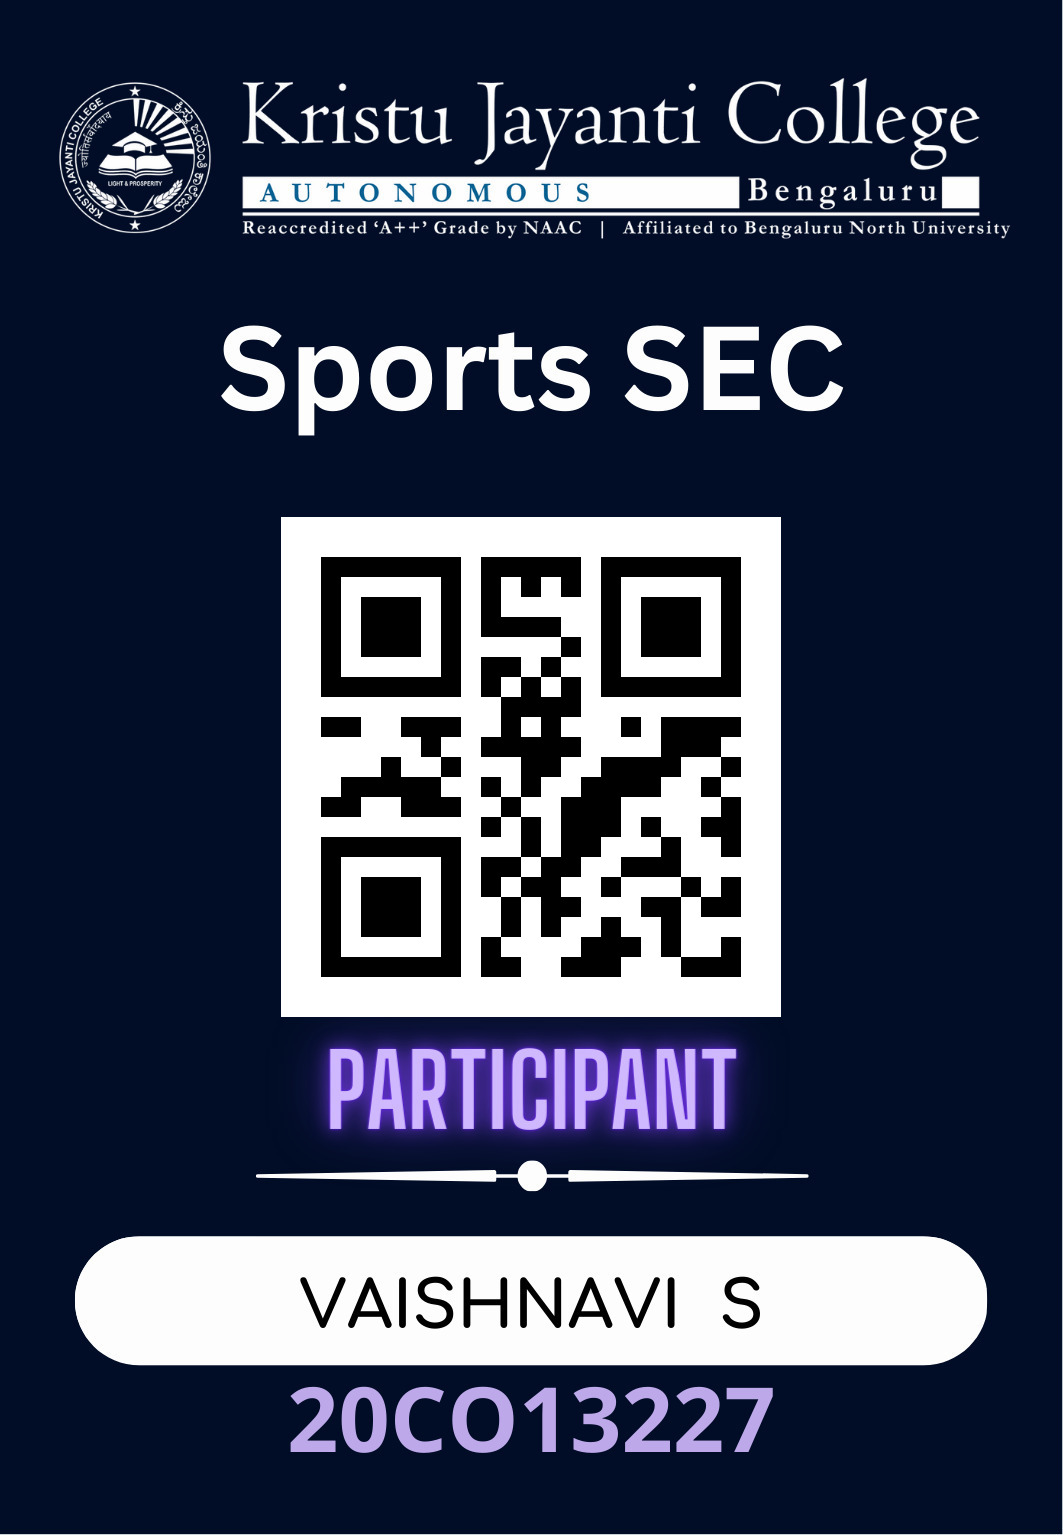 KRISTU JAYANTI COLLEGE
ಕ್ರಿಸ್ತು ಜಯಂತಿ ಕಾಲೇಜು
LIGHT & PROSPERITY
Kristu Jayanti College
AUTONOMOUS Bengaluru
Reaccredited ‘A++’ Grade by NAAC | Affiliated to Bengaluru North University
Sports SEC
PARTICIPANT
VAISHNAVI S
20CO13227